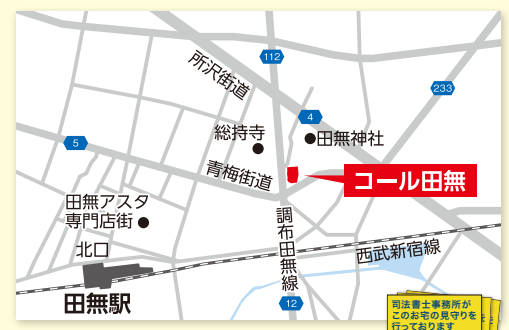 112
所沢街道
233
4
田無神社
5
総持寺
青梅街道
コール田無
田無アスタ
専門店街
調布田無線
北口
西武新宿線
田無駅
12
司法書士事務所が
このお宅の見守りを
行っております